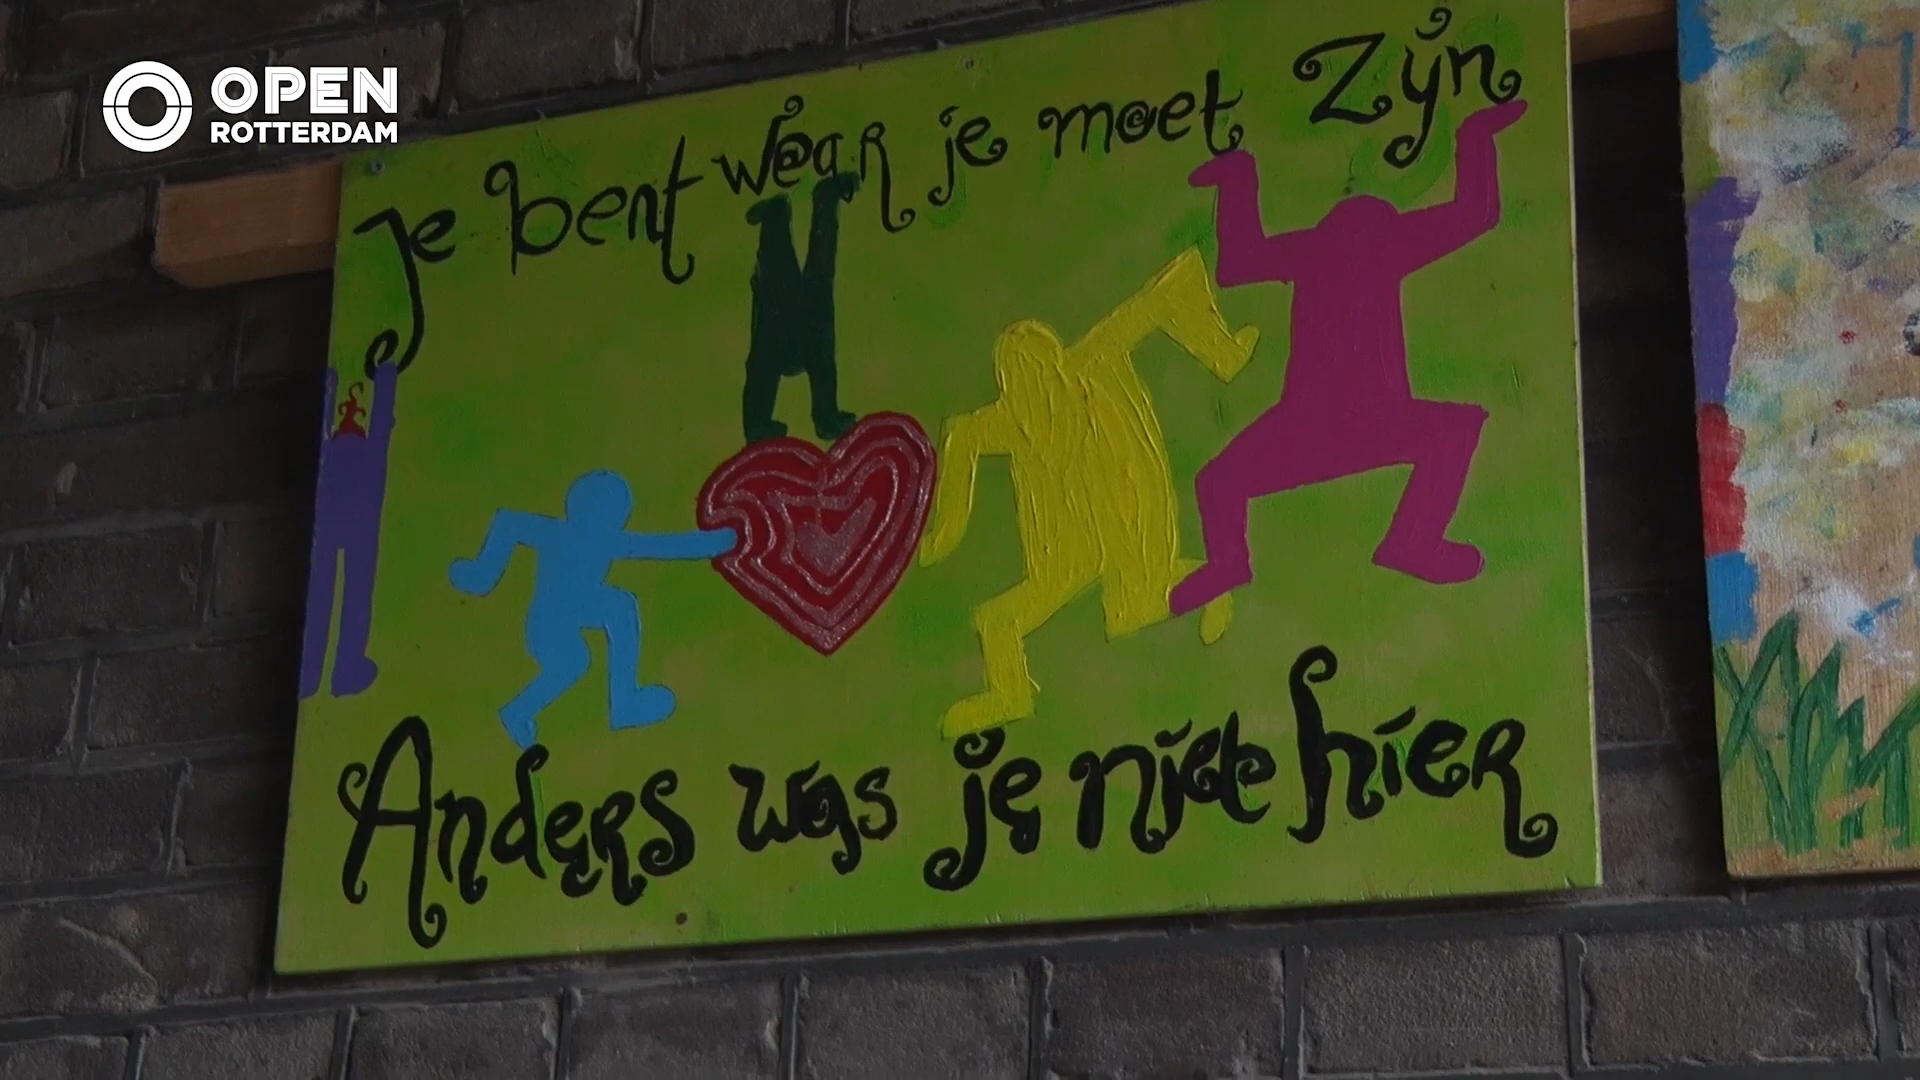 OPEN
ROTTERDAM
Je bent waar je moet Zijn
Anders was je niet hier